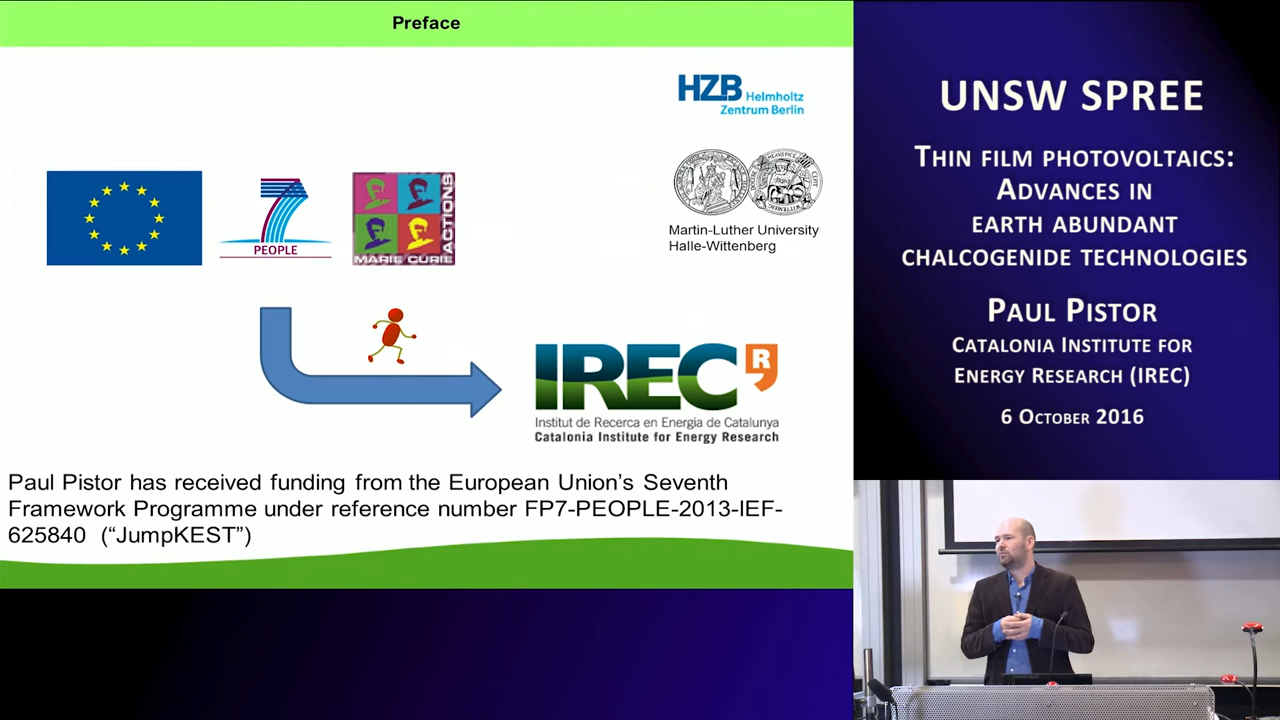 Preface
HZB Helmholtz
Zentrum Berlin
7
PEOPLE
MARIE CURIE
ACTIONS
Martin-Luther University
Halle-Wittenberg
IREC R
Institut de Recerca en Energia de Catalunya
Catalonia Institute for Energy Research
Paul Pistor has received funding from the European Union’s Seventh
Framework Programme under reference number FP7-PEOPLE-2013-IEF-
625840 (“JumpKEST”)
UNSW SPREE
THIN FILM PHOTOVOLTAICS:
ADVANCES IN
EARTH ABUNDANT
CHALCOGENIDE TECHNOLOGIES
PAUL PISTOR
CATALONIA INSTITUTE FOR
ENERGY RESEARCH (IREC)
6 OCTOBER 2016